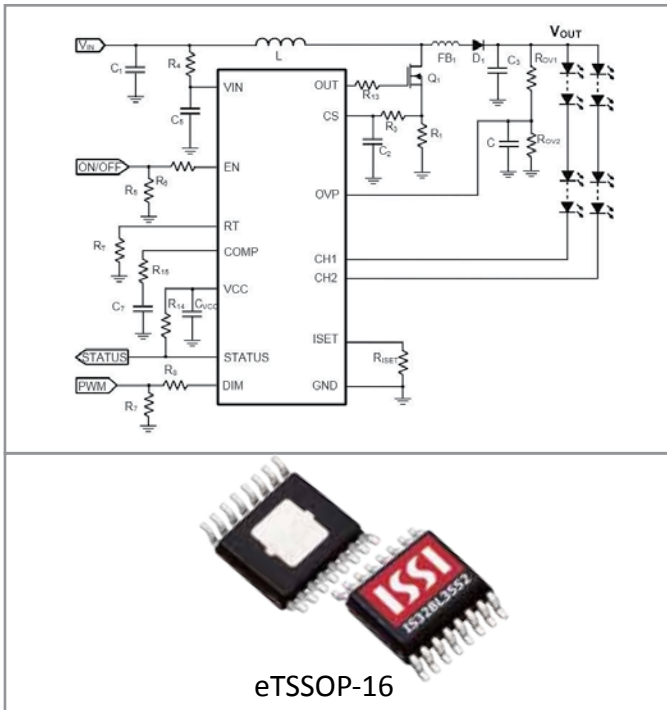 VIN
L
FB1
D1
C3
VOUT
ROV1
C1
R4
VIN
OUT
R13
Q1
C5
CS
R3
R1
C2
C
ROV2
ON/OFF
R5
R6
EN
OVP
RT
R7
COMP
R15
CH1
CH2
C7
VCC
R14
CVCC
ISET
RISET
STATUS
STATUS
PWM
R8
DIM
GND
R7
ISSI
IS32BL3552
eTSSOP-16